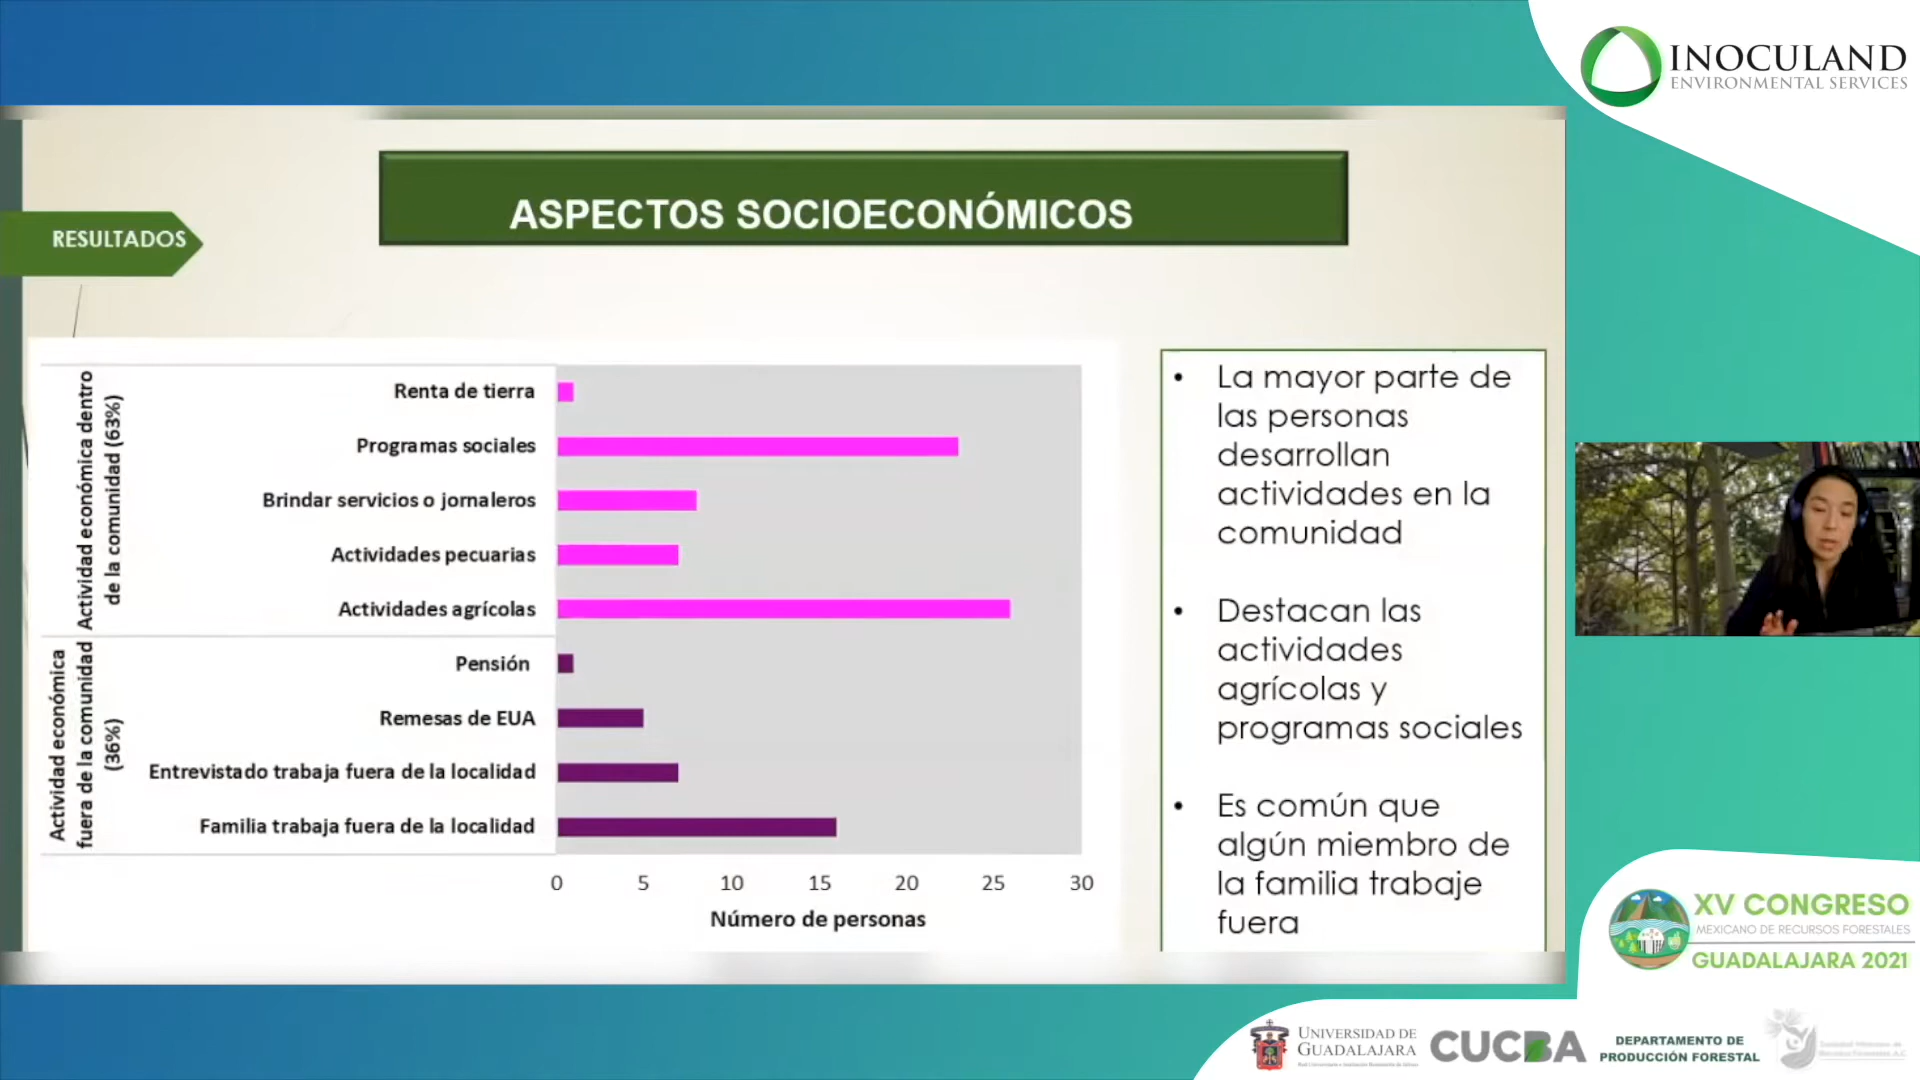 INOCULAND
ENVIRONMENTAL SERVICES
ASPECTOS SOCIOECONÓMICOS
RESULTADOS
Actividad económica dentro
de la comunidad (63%)
Renta de tierra
Programas sociales
Brindar servicios o jornaleros
Actividades pecuarias
Actividades agrícolas
Actividad económica
fuera de la comunidad
(36%)
Pensión
Remesas de EUA
Entrevistado trabaja fuera de la localidad
Familia trabaja fuera de la localidad
0 5 10 15 20 25 30
Número de personas
• La mayor parte de
las personas
desarrollan
actividades en la
comunidad
• Destacan las
actividades
agrícolas y
programas sociales
• Es común que
algún miembro de
la familia trabaje
fuera
XV CONGRESO
MEXICANO DE RECURSOS FORESTALES
GUADALAJARA 2021
UNIVERSIDAD DE
GUADALAJARA
CUCBA
DEPARTAMENTO DE
PRODUCCIÓN FORESTAL